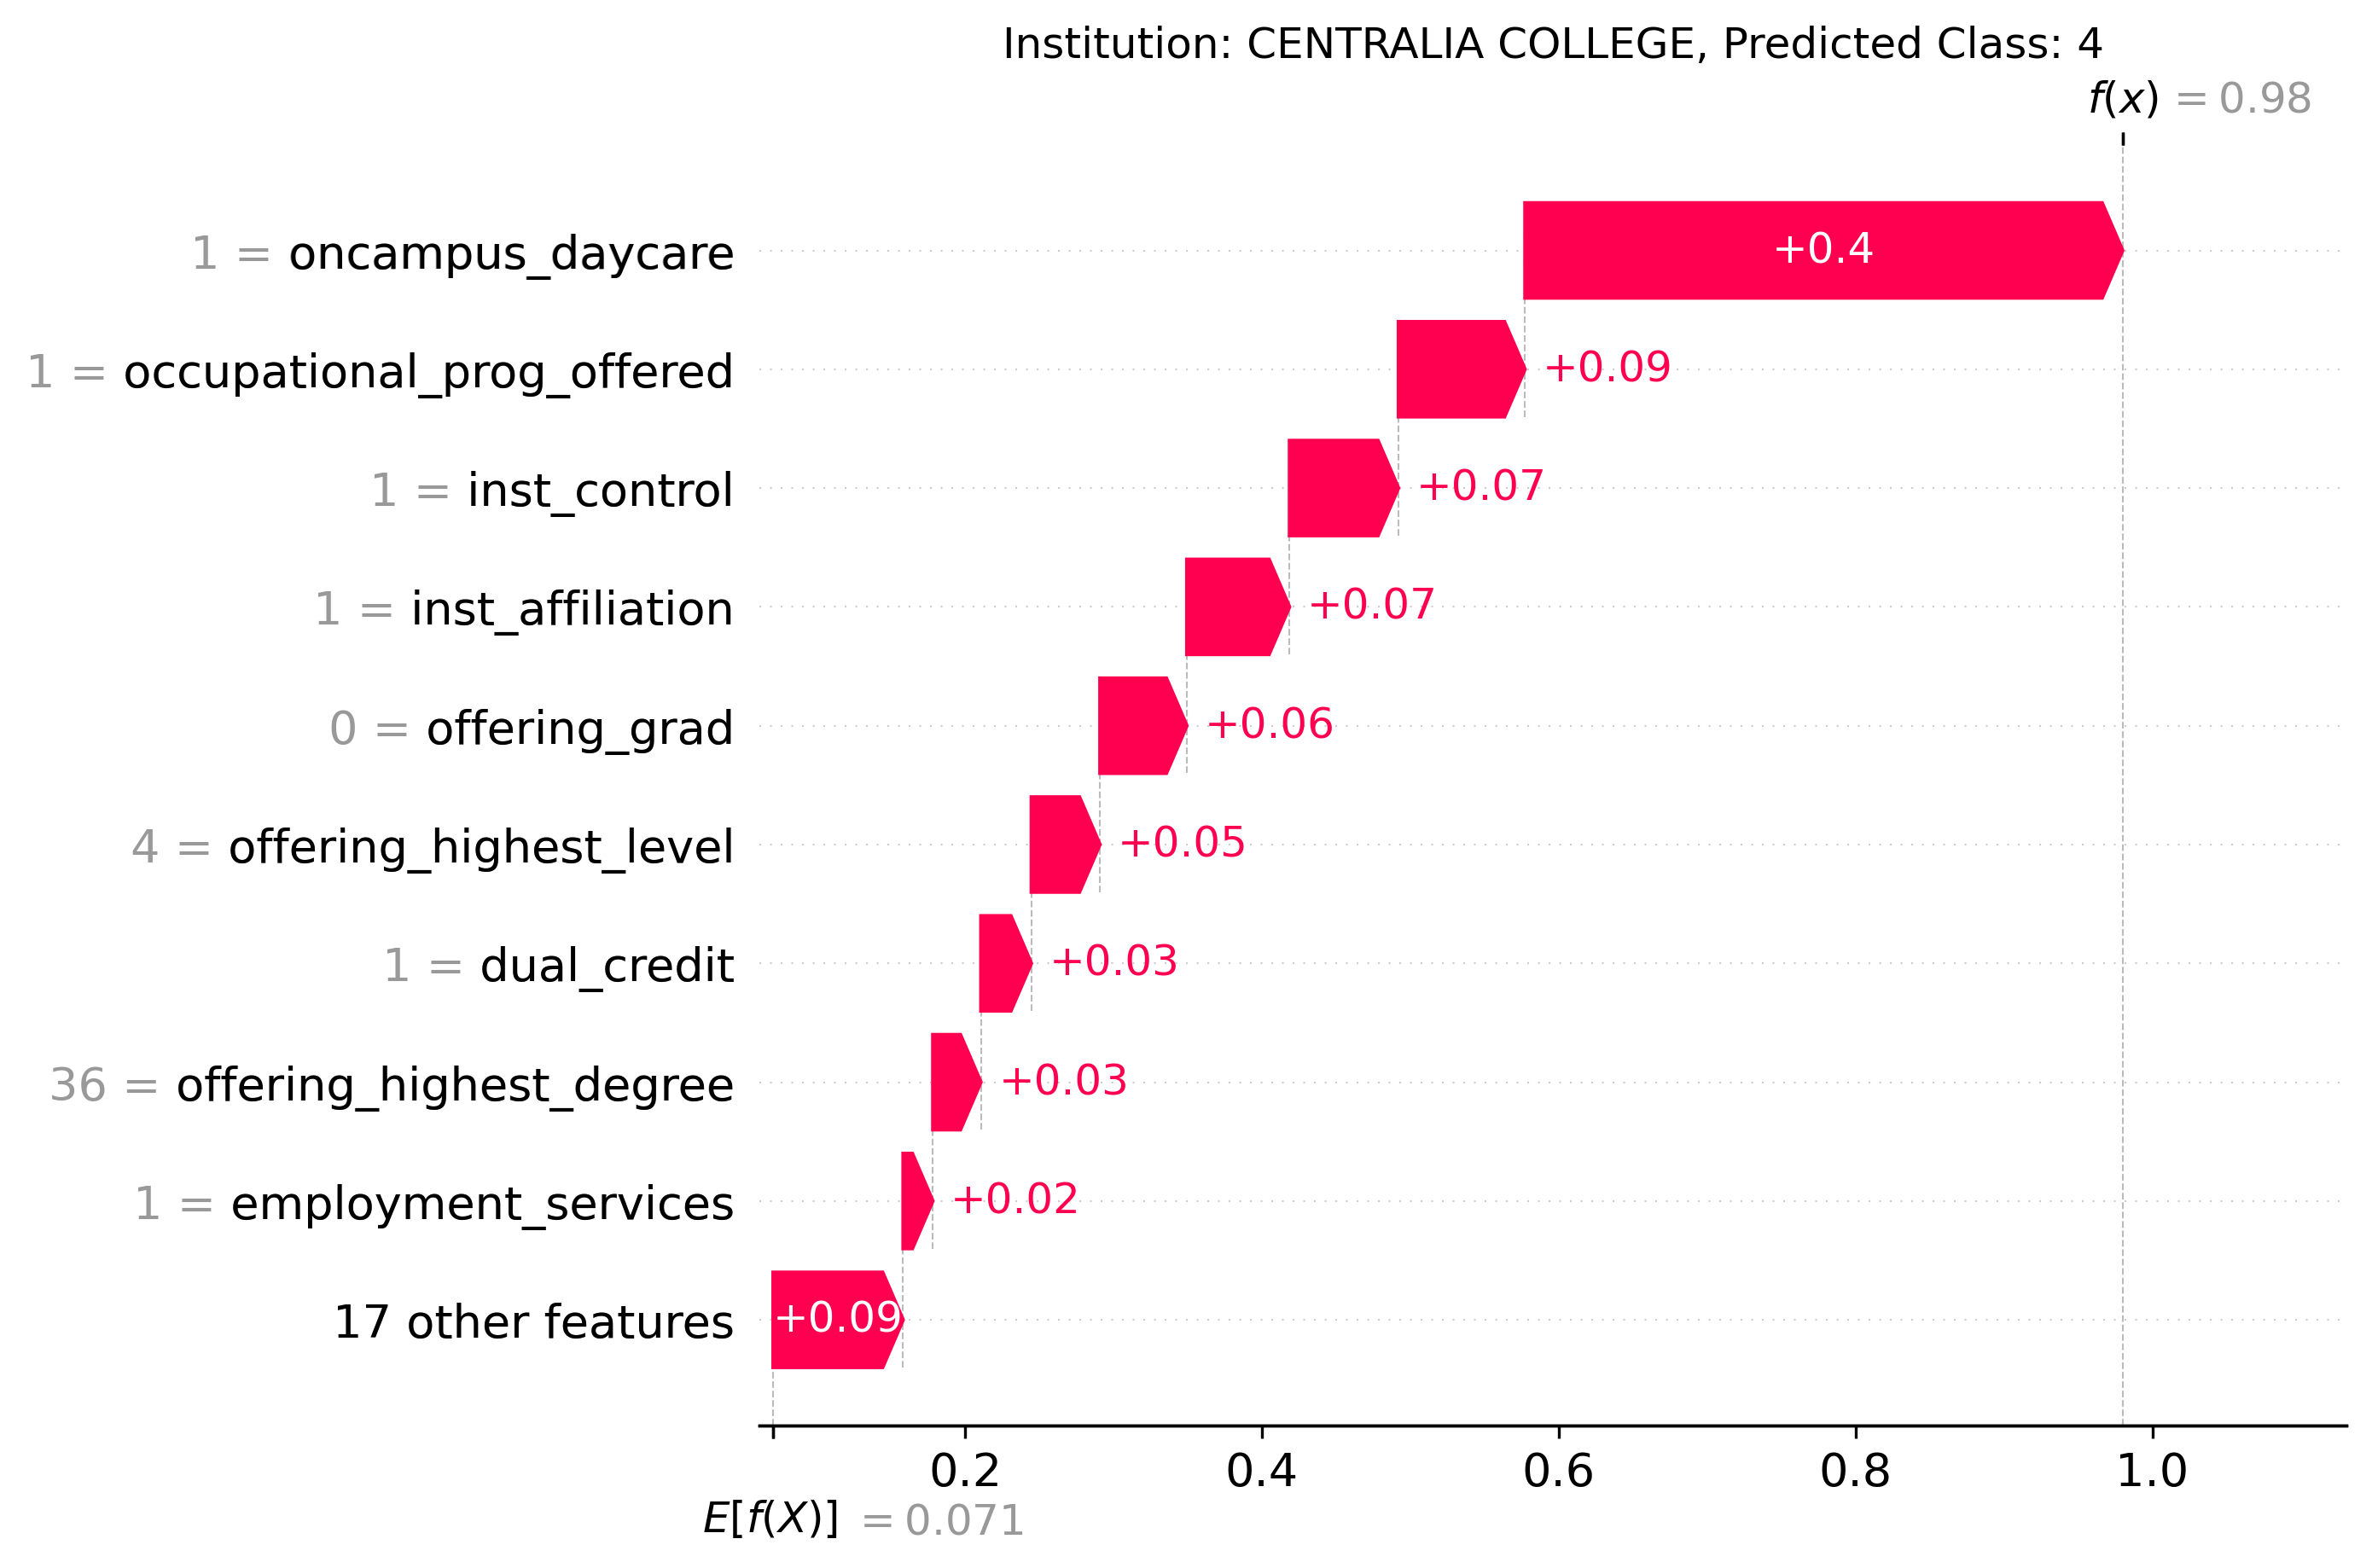 Institution: CENTRALIA COLLEGE, Predicted Class: 4
f(x) = 0.98
1 = oncampus_daycare +0.4
1 = occupational_prog_offered +0.09
1 = inst_control +0.07
1 = inst_affiliation +0.07
0 = offering_grad +0.06
4 = offering_highest_level +0.05
1 = dual_credit +0.03
36 = offering_highest_degree +0.03
1 = employment_services +0.02
17 other features +0.09
0.2 0.4 0.6 0.8 1.0
E[f(X)] = 0.071